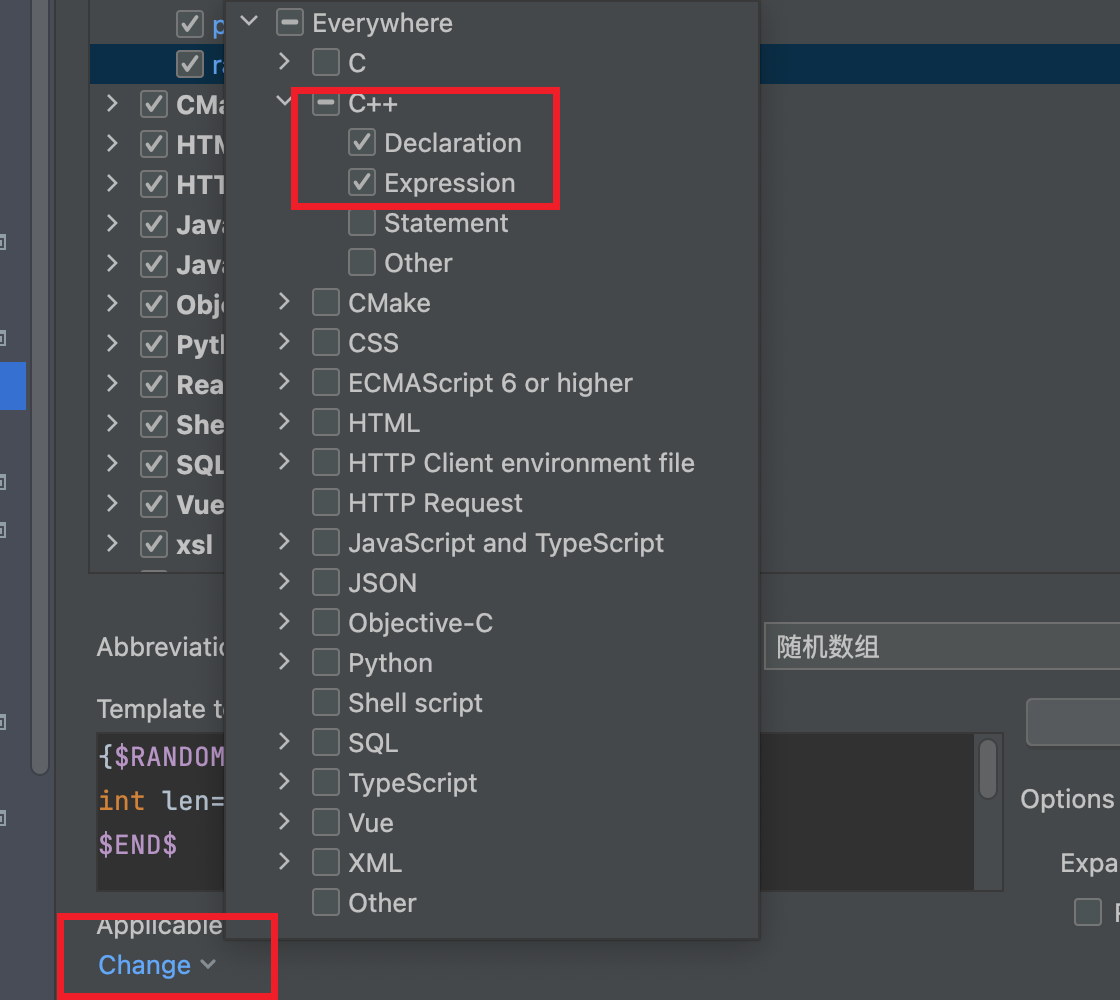 Everywhere
C
C++
Declaration
Expression
Statement
Other
CMake
CSS
ECMAScript 6 or higher
HTML
HTTP Client environment file
HTTP Request
JavaScript and TypeScript
JSON
Objective-C
Python
Shell script
SQL
TypeScript
Vue
XML
Other
p
ra
CMa
HTM
HTT
Java
Java
Obje
Pyth
Rea
She
SQL
Vue
xsl
Abbreviatio
随机数组
Template t
{$RANDOM
int len=
$END$
Options
Expa
Applicable
Change